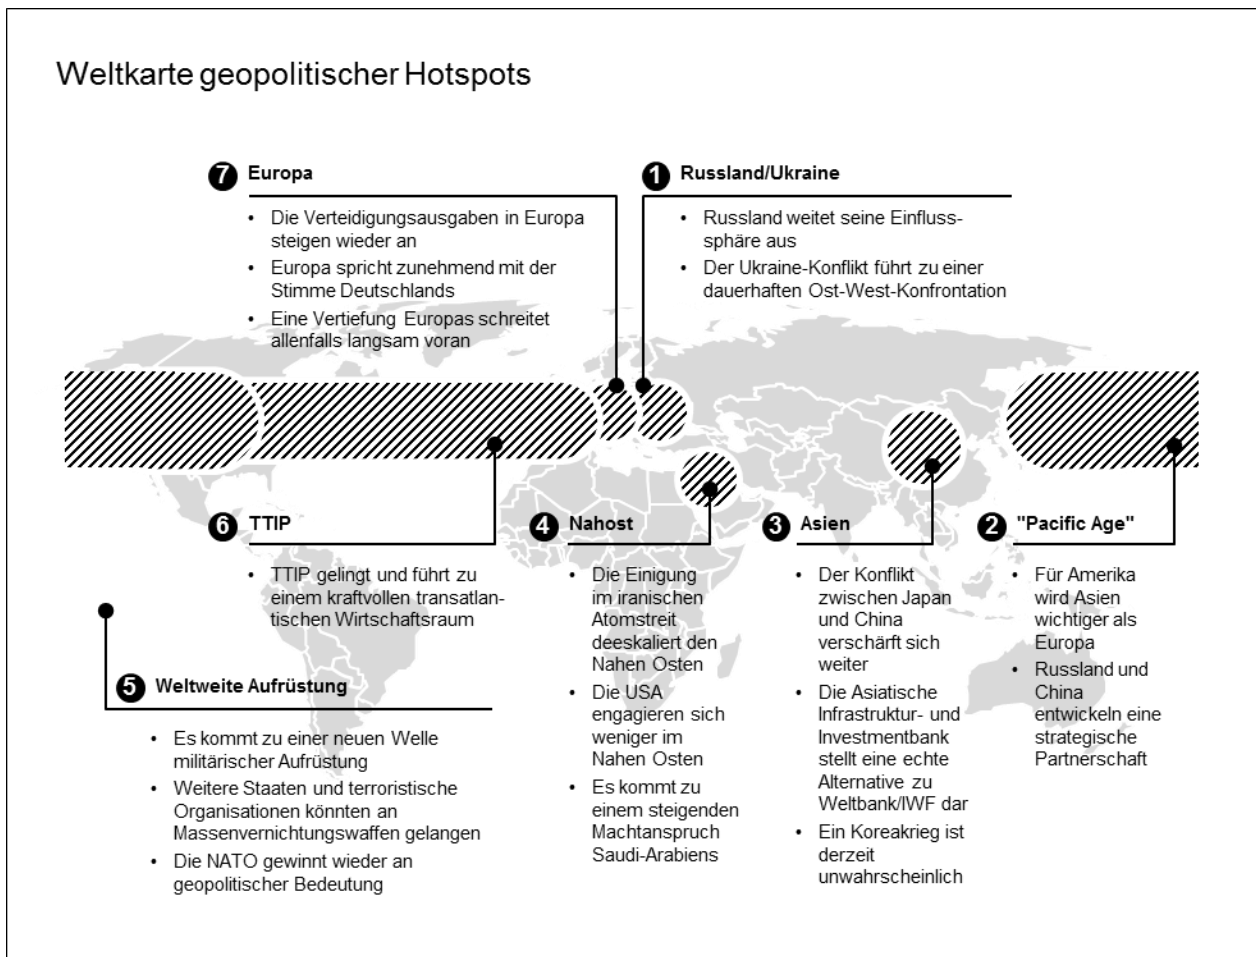 Weltkarte geopolitischer Hotspots
7 Europa
• Die Verteidigungsausgaben in Europa
steigen wieder an
• Europa spricht zunehmend mit der
Stimme Deutschlands
• Eine Vertiefung Europas schreitet
allenfalls langsam voran
1 Russland/Ukraine
• Russland weitet seine Einfluss-
sphäre aus
• Der Ukraine-Konflikt führt zu einer
dauerhaften Ost-West-Konfrontation
6 TTIP
• TTIP gelingt und führt zu
einem kraftvollen transatlan-
tischen Wirtschaftsraum
4 Nahost
• Die Einigung
im iranischen
Atomstreit
deeskaliert den
Nahen Osten
• Die USA
engagieren sich
weniger im
Nahen Osten
• Es kommt zu
einem steigenden
Machtanspruch
Saudi-Arabiens
3 Asien
• Der Konflikt
zwischen Japan
und China
verschärft sich
weiter
• Die Asiatische
Infrastruktur- und
Investmentbank
stellt eine echte
Alternative zu
Weltbank/IWF dar
• Ein Koreakrieg ist
derzeit
unwahrscheinlich
2 "Pacific Age"
• Für Amerika
wird Asien
wichtiger als
Europa
• Russland und
China
entwickeln eine
strategische
Partnerschaft
5 Weltweite Aufrüstung
• Es kommt zu einer neuen Welle
militärischer Aufrüstung
• Weitere Staaten und terroristische
Organisationen könnten an
Massenvernichtungswaffen gelangen
• Die NATO gewinnt wieder an
geopolitischer Bedeutung